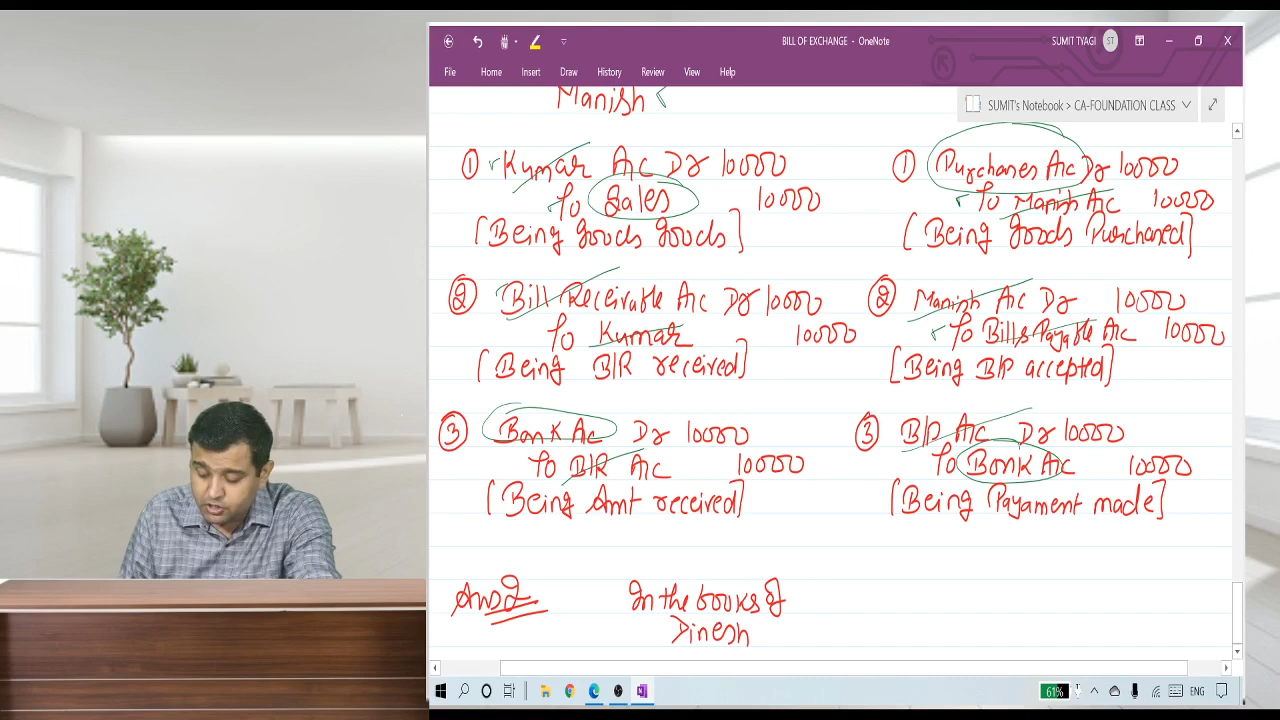 BILL OF EXCHANGE - OneNote
SUMIT TYAGI ST
File Home Insert Draw History Review View Help
SUMIT's Notebook > CA-FOUNDATION CLASS
Manish
① Kumar A/c Dr 10000
To Sales 10000
[Being Goods Goods]
① Purchases A/c Dr 10000
To Manish A/c 10000
[Being Goods Purchased]
② Bill Receivable A/c Dr 10000
To Kumar 10000
[Being B/R received]
② Manish A/c Dr 10000
To Bills Payable A/c 10000
[Being B/P accepted]
③ Bank Ac Dr 10000
To B/R A/c 10000
[Being Amt received]
③ B/P A/c Dr 10000
To Bank A/c 10000
[Being Payament made]
Ans 2 In the books of
Dinesh
61% ENG